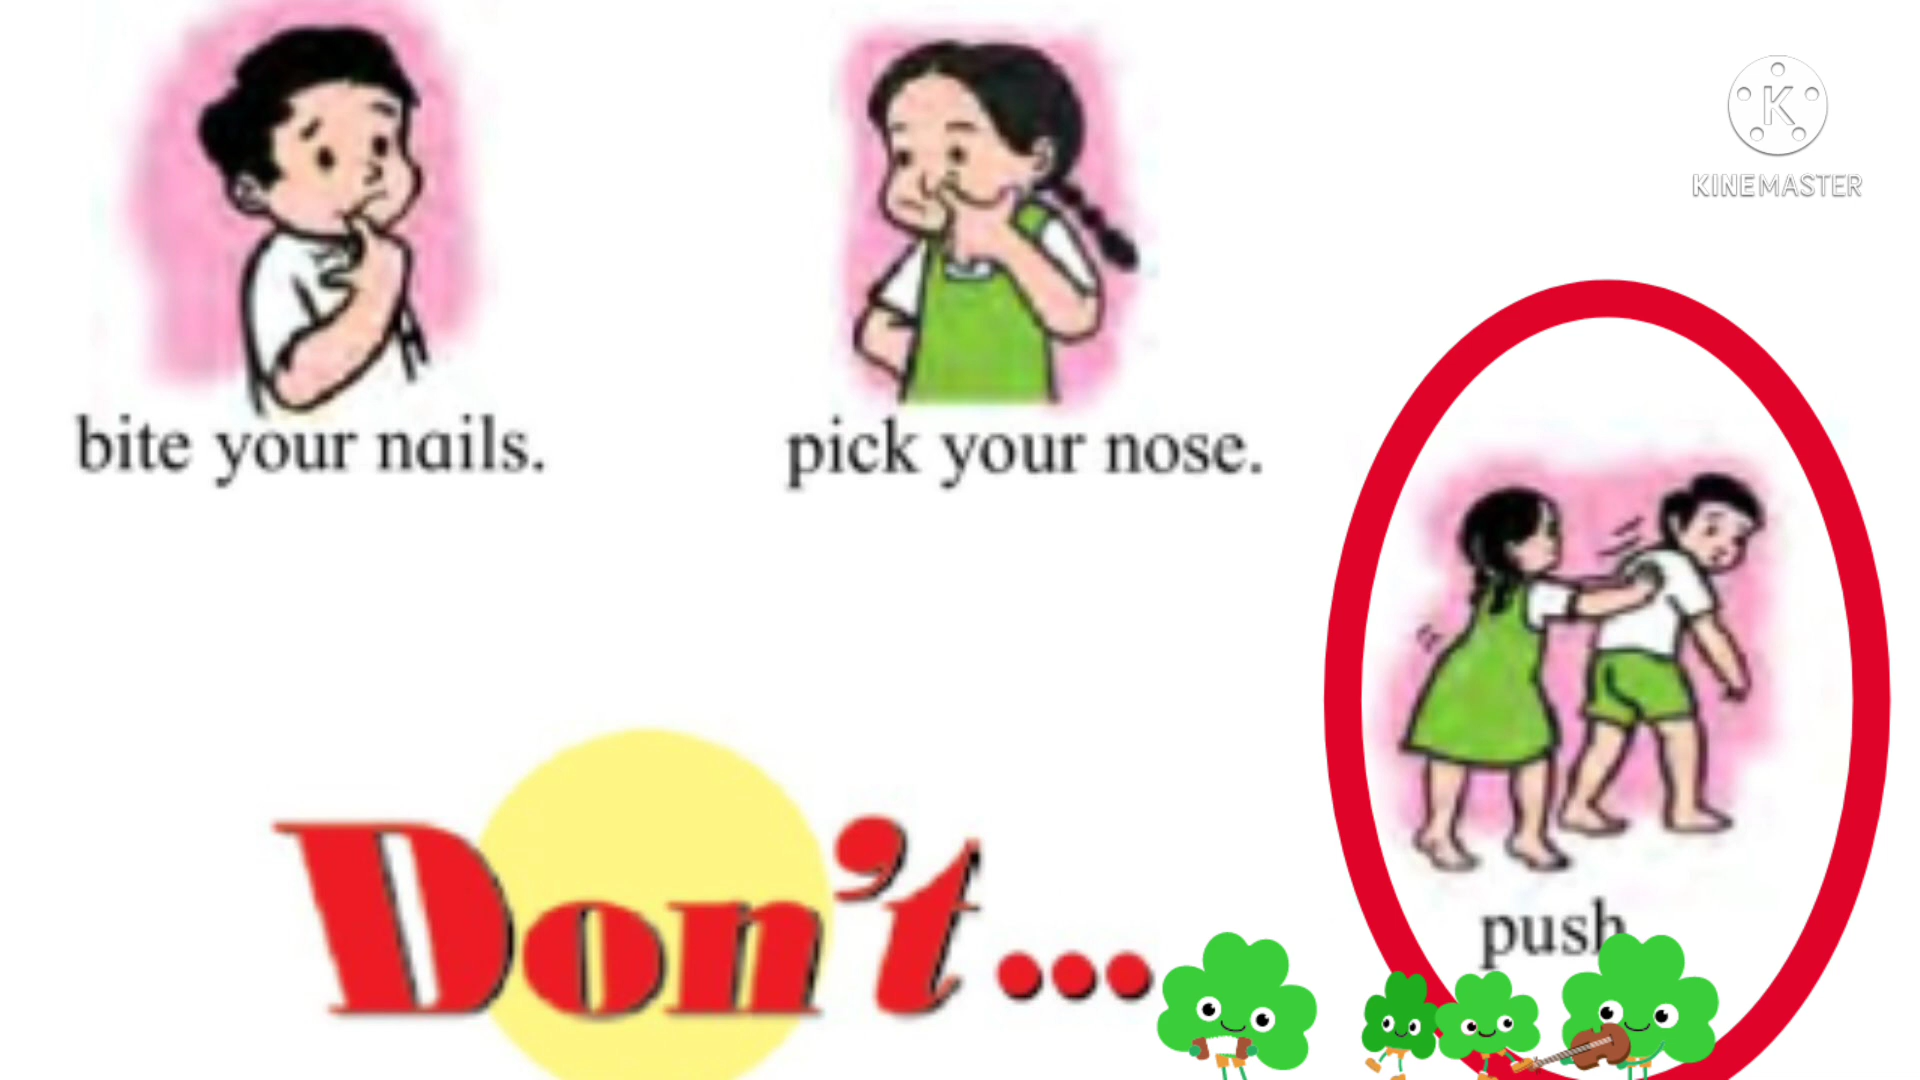 K
KINEMASTER
bite your nails.
pick your nose.
push
Don't...